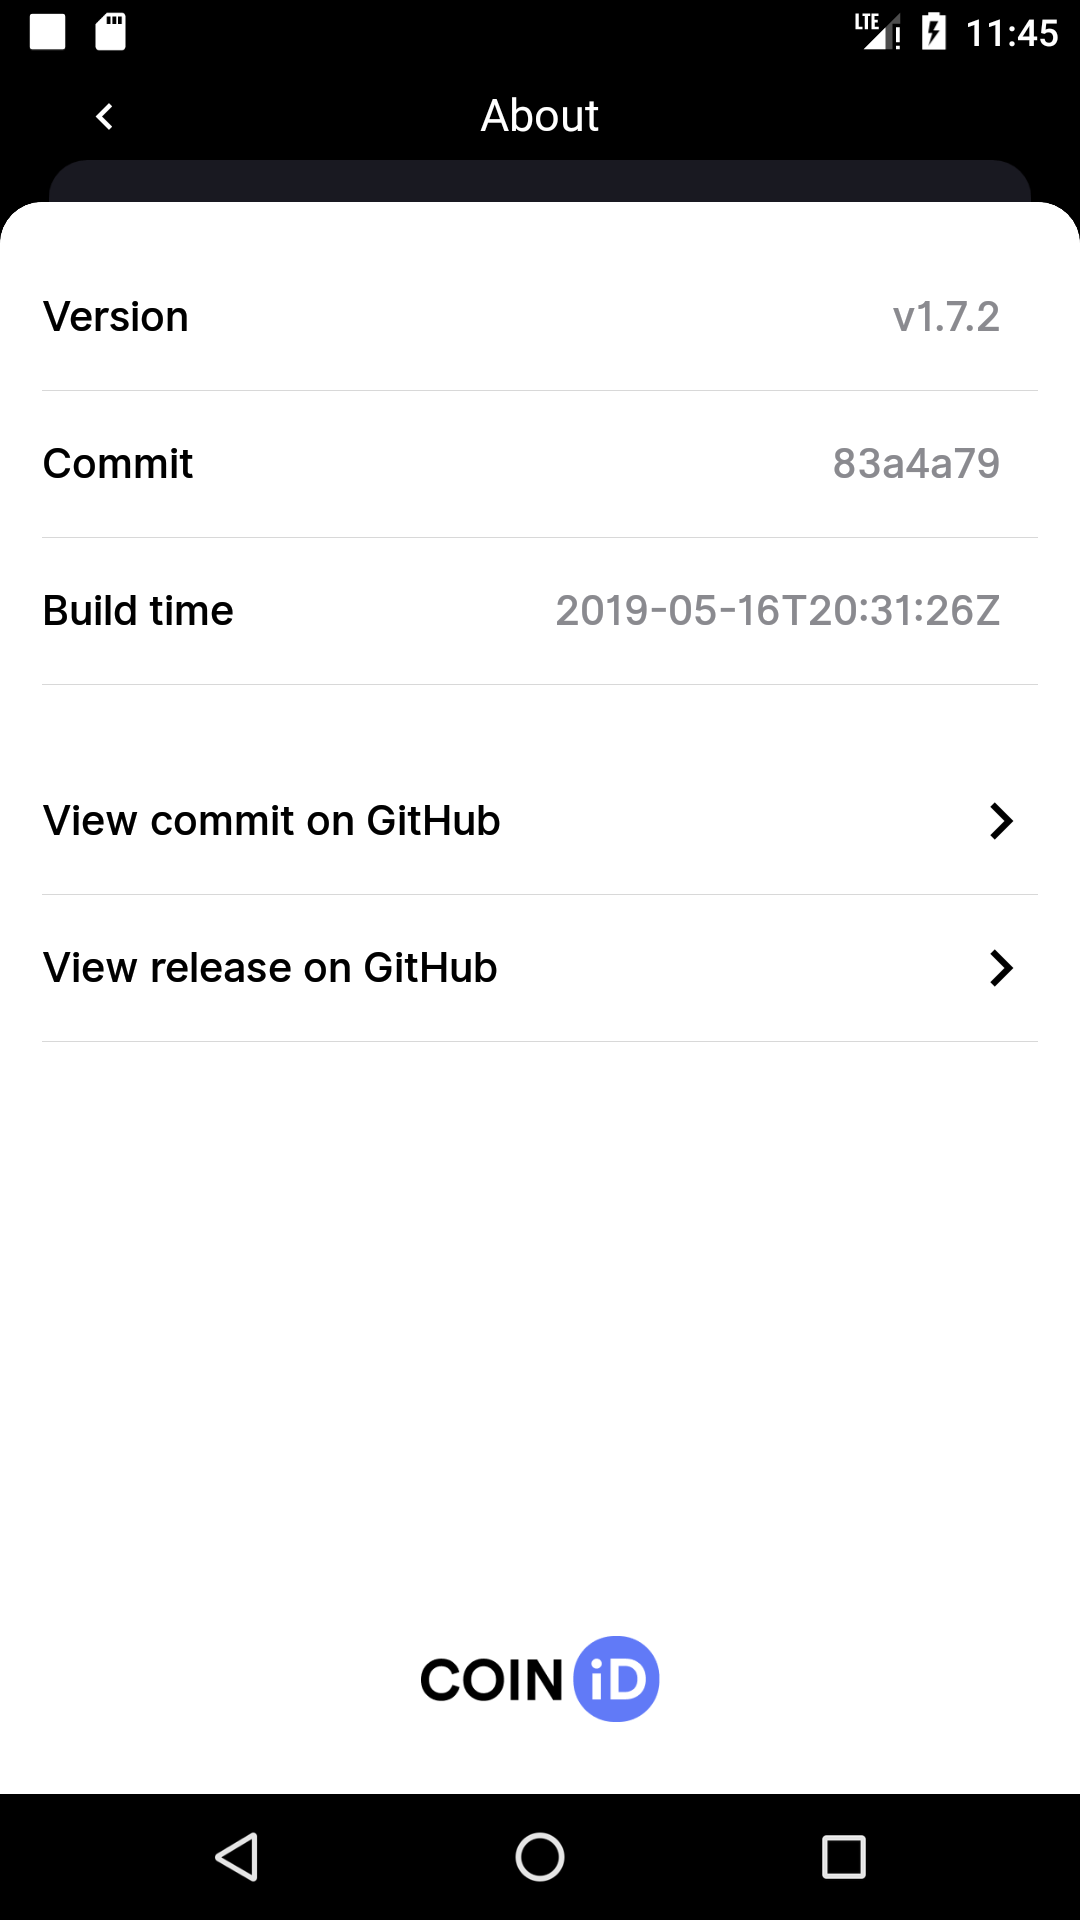 LTE 11:45
About
Version v1.7.2
Commit 83a4a79
Build time 2019-05-16T20:31:26Z
View commit on GitHub
View release on GitHub
COIN iD